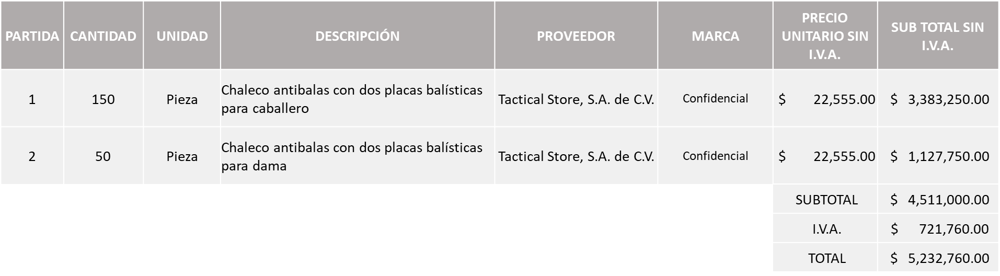 PARTIDA CANTIDAD UNIDAD DESCRIPCIÓN PROVEEDOR MARCA PRECIO UNITARIO SIN I.V.A. SUB TOTAL SIN I.V.A.
1 150 Pieza Chaleco antibalas con dos placas balísticas para caballero Tactical Store, S.A. de C.V. Confidencial $ 22,555.00 $ 3,383,250.00
2 50 Pieza Chaleco antibalas con dos placas balísticas para dama Tactical Store, S.A. de C.V. Confidencial $ 22,555.00 $ 1,127,750.00
SUBTOTAL $ 4,511,000.00
I.V.A. $ 721,760.00
TOTAL $ 5,232,760.00